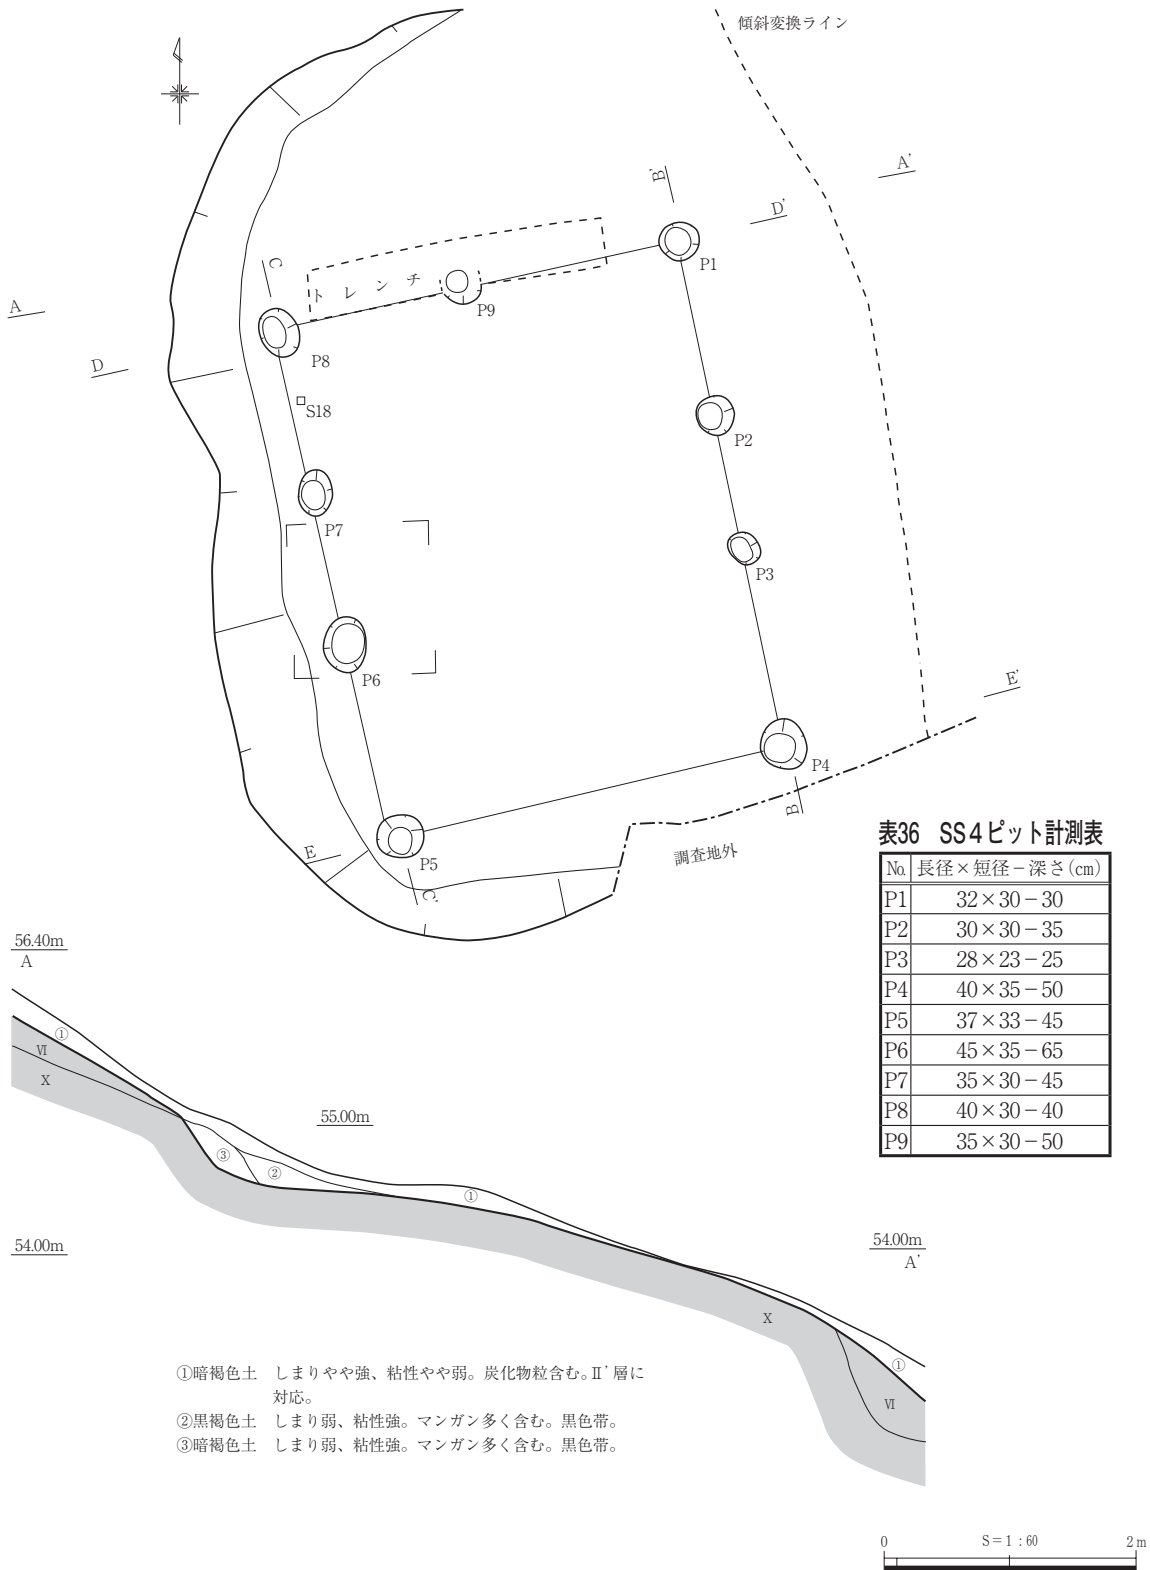 傾斜変換ライン
A'
B'
D'
P1
C
トレンチ
P9
A
P8
D
S18
P2
P7
P3
P6
E'
P4
B
E
P5
調査地外
C'
表36 SS4ピット計測表
№ 長径×短径−深さ(cm)
P1 32×30−30
P2 30×30−35
P3 28×23−25
P4 40×35−50
P5 37×33−45
P6 45×35−65
P7 35×30−45
P8 40×30−40
P9 35×30−50
56.40m
A
①
Ⅵ
X
55.00m
③
②
①
54.00m
54.00m
A'
X
①
Ⅵ
①暗褐色土 しまりやや強、粘性やや弱。炭化物粒含む。Ⅱ'層に
対応。
②黒褐色土 しまり弱、粘性強。マンガン多く含む。黒色帯。
③暗褐色土 しまり弱、粘性強。マンガン多く含む。黒色帯。
0 S=1:60 2m